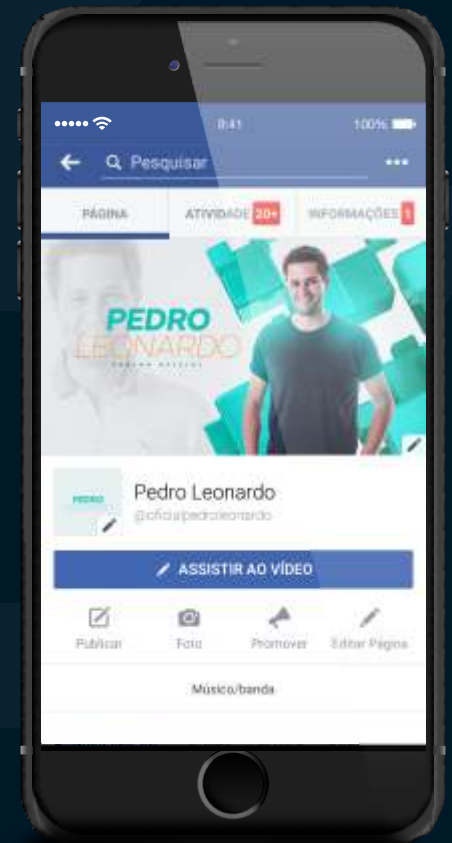 9:41 100%
Pesquisar
PÁGINA ATIVIDADE 20+ INFORMAÇÕES 1
PEDRO
LEONARDO
PEDRO
Pedro Leonardo
@oficialpedroleonardo
ASSISTIR AO VÍDEO
Publicar Foto Promover Editar Página
Músico/banda